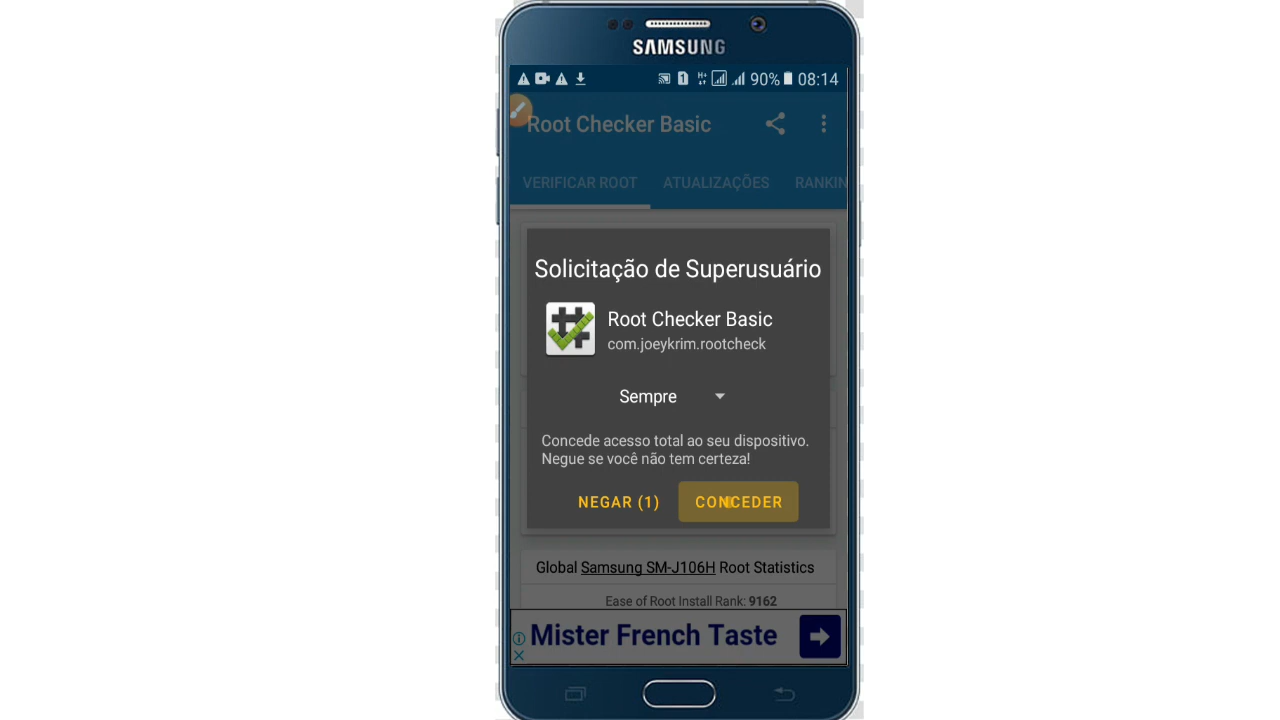 SAMSUNG
90% 08:14
Root Checker Basic
VERIFICAR ROOT ATUALIZAÇÕES RANKIN
Solicitação de Superusuário
Root Checker Basic
com.joeykrim.rootcheck
Sempre
Concede acesso total ao seu dispositivo.
Negue se você não tem certeza!
NEGAR (1) CONCEDER
Global Samsung SM-J106H Root Statistics
Ease of Root Install Rank: 9162
Mister French Taste